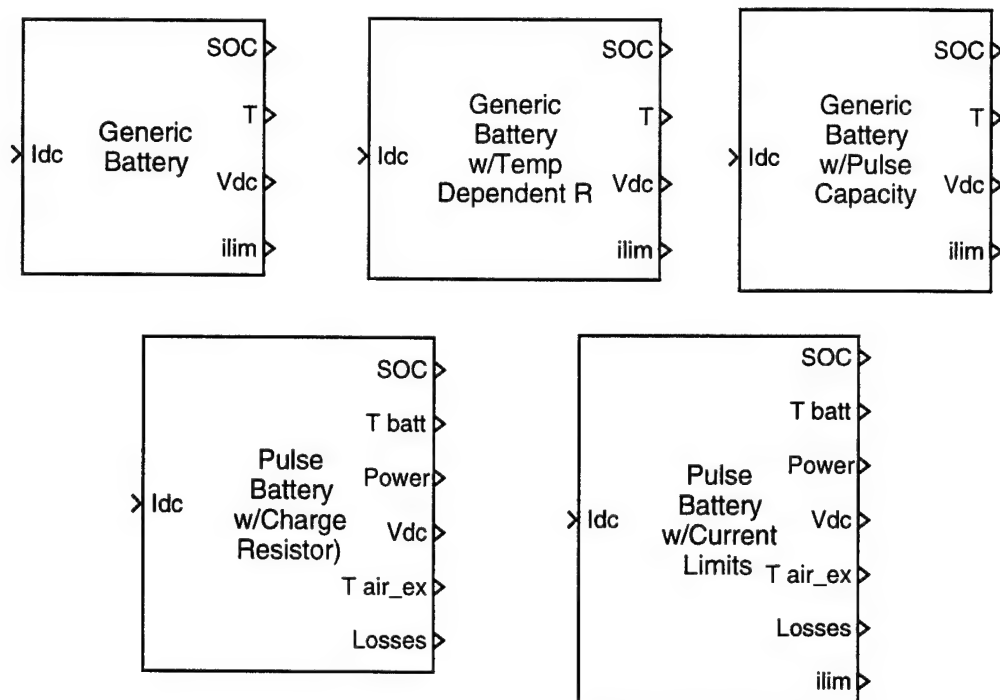 SOC
T
Idc
Generic
Battery
Vdc
ilim
SOC
T
Idc
Generic
Battery
w/Temp
Dependent R
Vdc
ilim
SOC
T
Idc
Generic
Battery
w/Pulse
Capacity
Vdc
ilim
SOC
T batt
Power
Idc
Pulse
Battery
w/Charge
Resistor)
Vdc
T air_ex
Losses
SOC
T batt
Power
Idc
Pulse
Battery
w/Current
Limits
Vdc
T air_ex
Losses
ilim